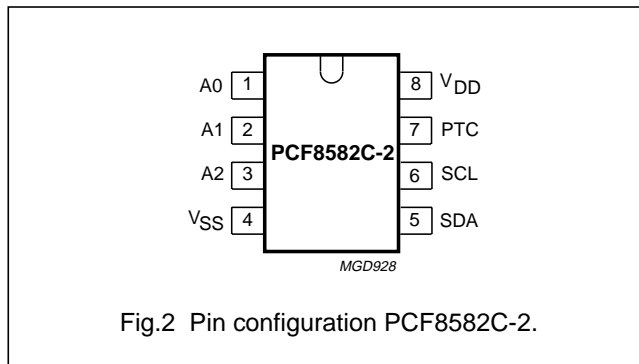 A0 1 8 VDD
A1 2 7 PTC
PCF8582C-2
A2 3 6 SCL
VSS 4 5 SDA
MGD928
Fig.2 Pin configuration PCF8582C-2.